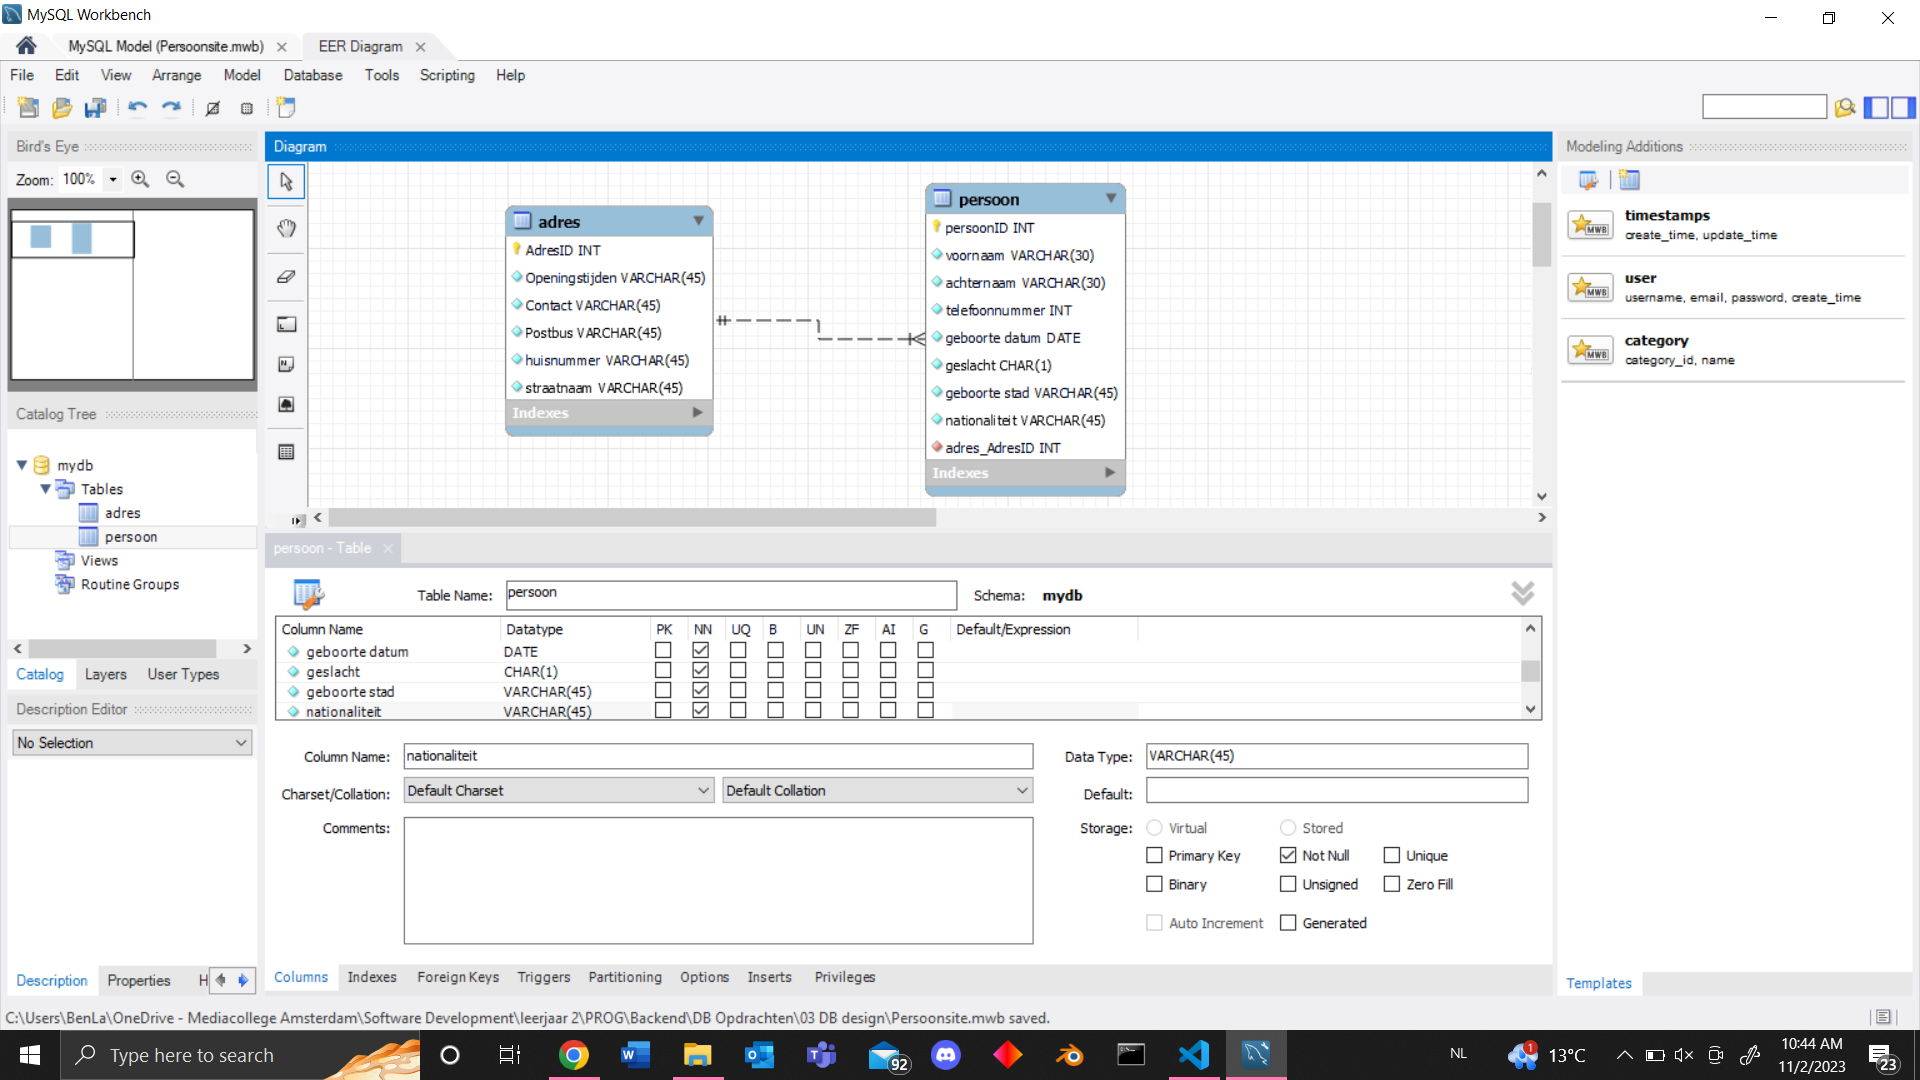 MySQL Workbench
MySQL Model (Persoonsite.mwb)
EER Diagram
File Edit View Arrange Model Database Tools Scripting Help
Bird's Eye
Zoom: 100%
Diagram
Modeling Additions
adres
AdresID INT
Openingstijden VARCHAR(45)
Contact VARCHAR(45)
Postbus VARCHAR(45)
huisnummer VARCHAR(45)
straatnaam VARCHAR(45)
Indexes
persoon
persoonID INT
voornaam VARCHAR(30)
achternaam VARCHAR(30)
telefoonnummer INT
geboorte datum DATE
geslacht CHAR(1)
geboorte stad VARCHAR(45)
nationaliteit VARCHAR(45)
adres_AdresID INT
Indexes
MWB
timestamps
create_time, update_time
MWB
user
username, email, password, create_time
MWB
category
category_id, name
Catalog Tree
mydb
Tables
adres
persoon
Views
Routine Groups
Catalog Layers User Types
Description Editor
No Selection
Description Properties H
persoon - Table
Table Name: persoon Schema: mydb
Column Name Datatype PK NN UQ B UN ZF AI G Default/Expression
geboorte datum DATE
geslacht CHAR(1)
geboorte stad VARCHAR(45)
nationaliteit VARCHAR(45)
Column Name: nationaliteit Data Type: VARCHAR(45)
Charset/Collation: Default Charset Default Collation Default:
Comments: Storage: Virtual Stored
Primary Key Not Null Unique
Binary Unsigned Zero Fill
Auto Increment Generated
Columns Indexes Foreign Keys Triggers Partitioning Options Inserts Privileges
Templates
C:\Users\BenLa\OneDrive - Mediacollege Amsterdam\Software Development\leerjaar 2\PROG\Backend\DB Opdrachten\03 DB design\Persoonsite.mwb saved.
Type here to search
92
NL
1
13°C
10:44 AM
11/2/2023
23